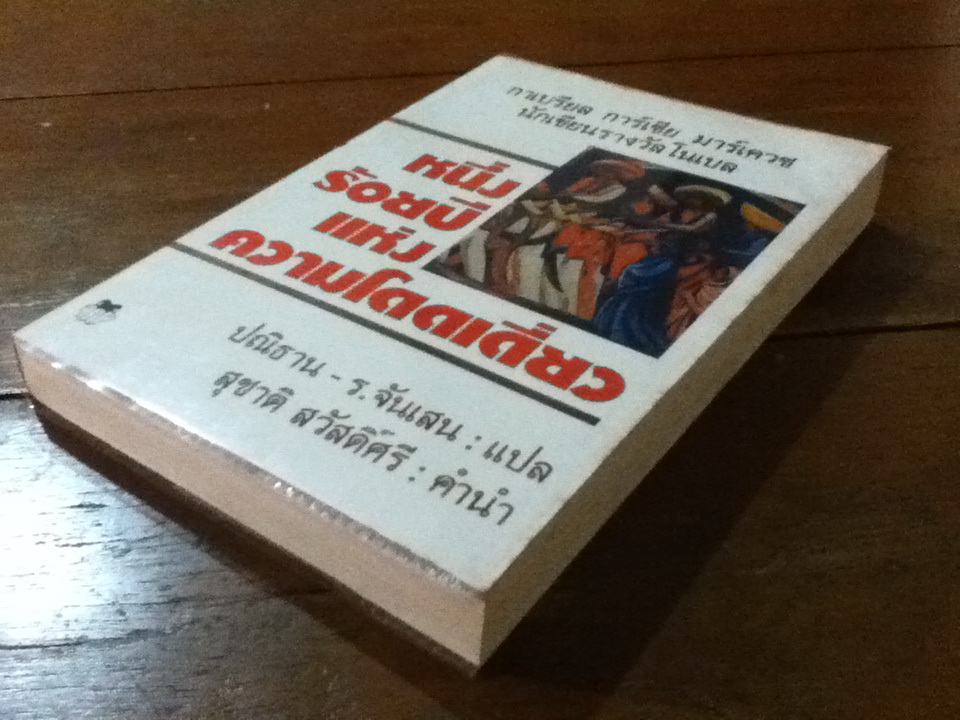 กาเบรียล การ์เซีย มาร์เควซ
นักเขียนรางวัลโนเบล
หนึ่ง
ร้อยปี
แห่ง
ความโดดเดี่ยว
ปณิธาน - ร.จันเสน : แปล
สุชาติ สวัสดิ์ศรี : คำนำ